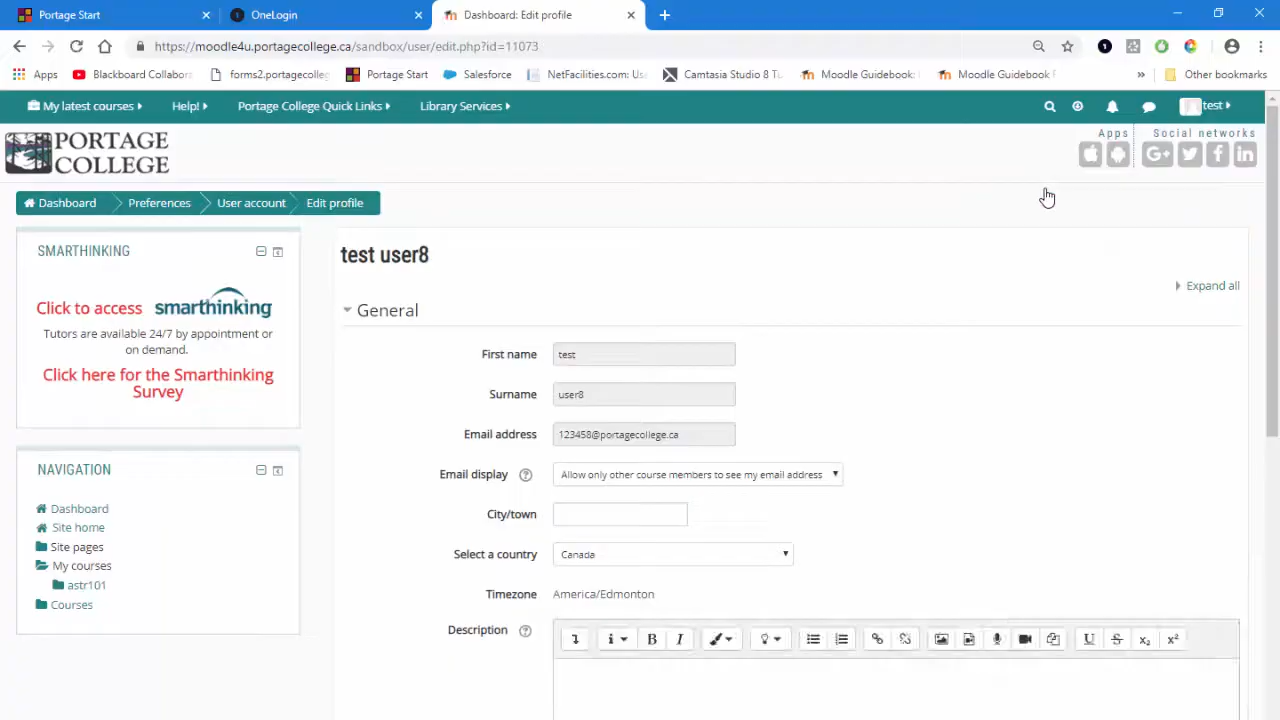 Portage Start
OneLogin
Dashboard: Edit profile
https://moodle4u.portagecollege.ca/sandbox/user/edit.php?id=11073
Apps
Blackboard Collabora
forms2.portagecolleg
Portage Start
Salesforce
NetFacilities.com: Us
Camtasia Studio 8 Tu
Moodle Guidebook:
Moodle Guidebook
Other bookmarks
My latest courses
Help!
Portage College Quick Links
Library Services
test
PORTAGE
COLLEGE
Apps
Social networks
Dashboard
Preferences
User account
Edit profile
SMARTHINKING
Click to access smarthinking
Tutors are available 24/7 by appointment or
on demand.
Click here for the Smarthinking
Survey
NAVIGATION
Dashboard
Site home
Site pages
My courses
astr101
Courses
test user8
Expand all
General
First name test
Surname user8
Email address 123458@portagecollege.ca
Email display Allow only other course members to see my email address
City/town
Select a country Canada
Timezone America/Edmonton
Description